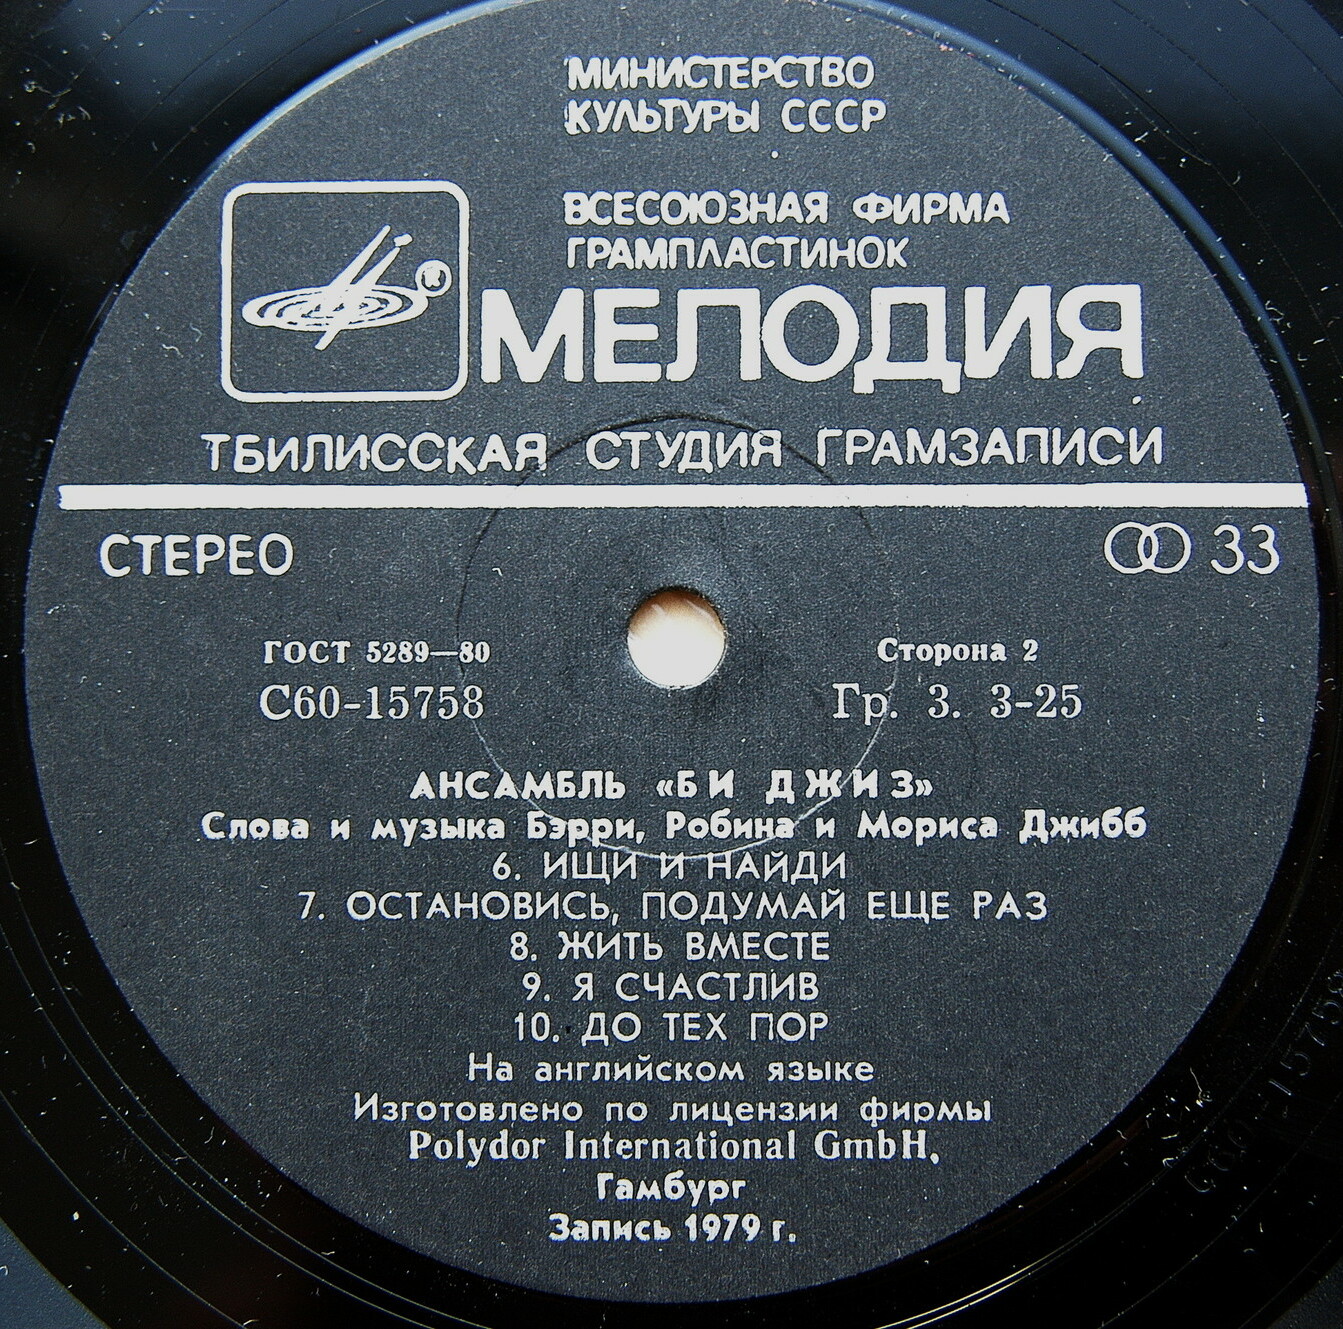 МИНИСТЕРСТВО
КУЛЬТУРЫ СССР
ВСЕСОЮЗНАЯ ФИРМА
ГРАМПЛАСТИНОК
МЕЛОДИЯ
ТБИЛИССКАЯ СТУДИЯ ГРАМЗАПИСИ
СТЕРЕО 33
ГОСТ 5289—80 Сторона 2
С60-15758 Гр. 3. 3-25
АНСАМБЛЬ «БИ ДЖИЗ»
Слова и музыка Бэрри, Робина и Мориса Джибб
6. ИЩИ И НАЙДИ
7. ОСТАНОВИСЬ, ПОДУМАЙ ЕЩЕ РАЗ
8. ЖИТЬ ВМЕСТЕ
9. Я СЧАСТЛИВ
10. ДО ТЕХ ПОР
На английском языке
Изготовлено по лицензии фирмы
Polydor International GmbH,
Гамбург
Запись 1979 г.